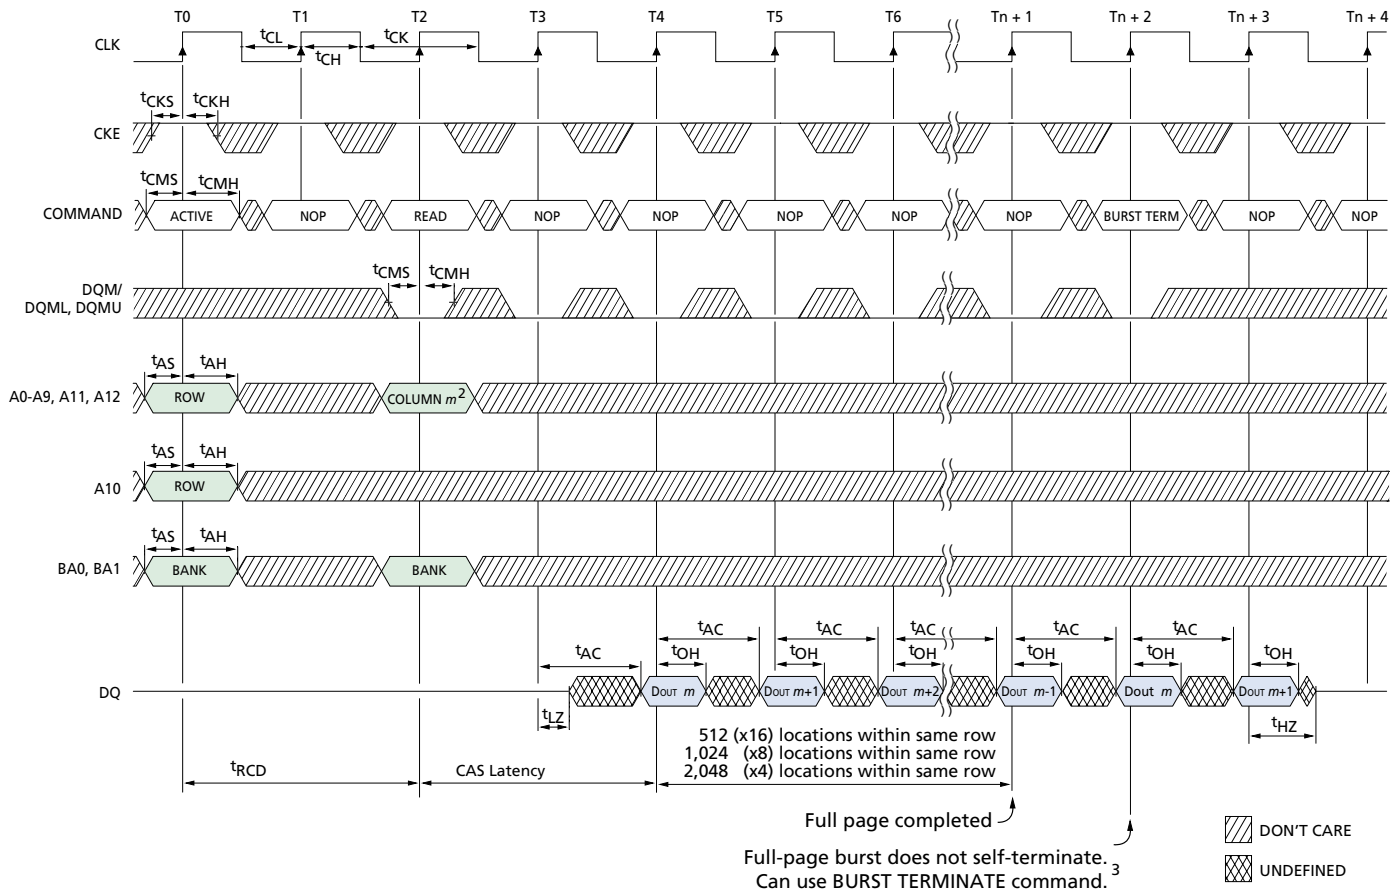 T0 T1 T2 T3 T4 T5 T6 Tn + 1 Tn + 2 Tn + 3 Tn + 4
CLK tCL tCH tCK
tCKS tCKH
CKE
tCMS tCMH
COMMAND ACTIVE NOP READ NOP NOP NOP NOP NOP BURST TERM NOP NOP
tCMS tCMH
DQM/
DQML, DQMU
tAS tAH
A0-A9, A11, A12 ROW COLUMN m2
tAS tAH
A10 ROW
tAS tAH
BA0, BA1 BANK BANK
tAC tAC tAC tAC tAC
tAC tOH tOH tOH tOH tOH tOH
DQ DOUT m DOUT m+1 DOUT m+2 DOUT m-1 Dout m DOUT m+1
tLZ tHZ
512 (x16) locations within same row
1,024 (x8) locations within same row
2,048 (x4) locations within same row
tRCD CAS Latency
Full page completed
Full-page burst does not self-terminate. 3
Can use BURST TERMINATE command.
DON'T CARE
UNDEFINED